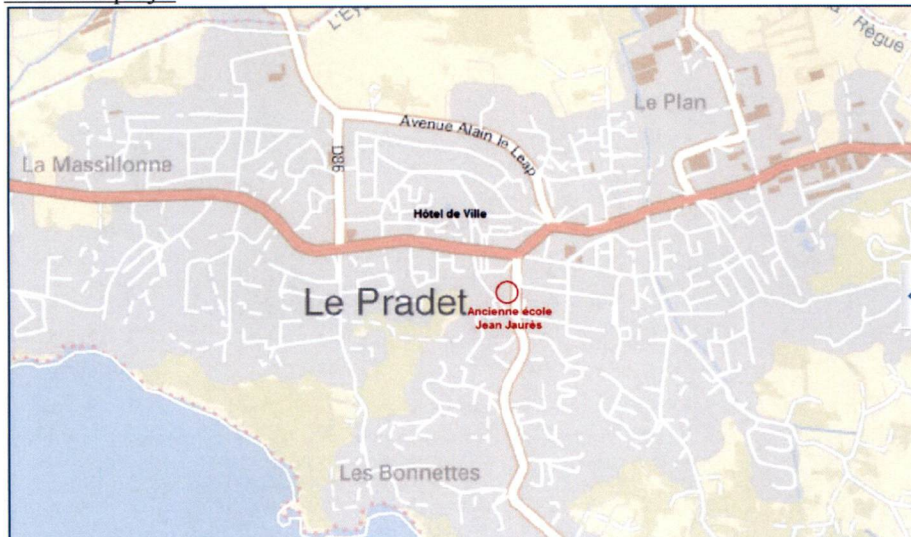 L'Ey
Règue
Le Plan
Avenue Alain le Leap
La Massillonne
D86
Hôtel de Ville
Le Pradet
Ancienne école
Jean Jaurès
Les Bonnettes